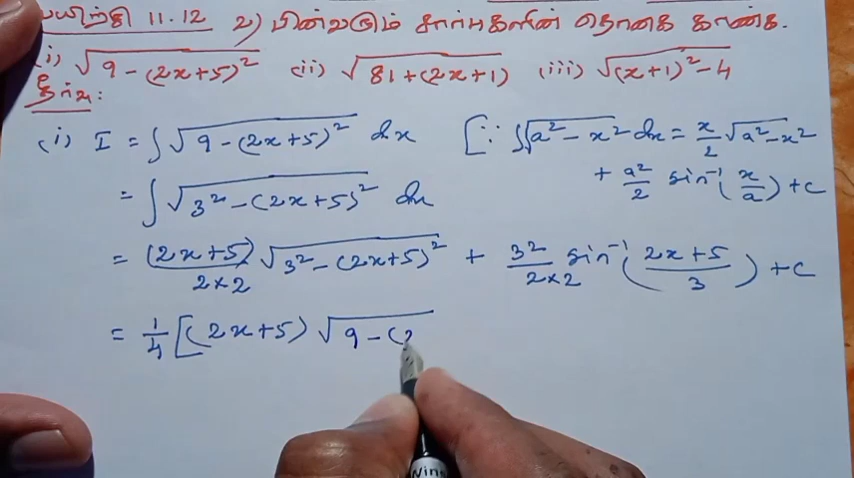 பயிற்சி 11.12 2) பின்வரும் சார்புகளின் தொகை காண்க.
(i) √9 - (2x+5)² (ii) √81 + (2x+1) (iii) √(x+1)² - 4
தீர்வு:
(i) I = ∫ √9 - (2x+5)² dx [∵ ∫√a² - x² dx = x/2 √a² - x²
= ∫ √3² - (2x+5)² dx + a²/2 sin⁻¹ (x/a) + c
= (2x+5)/2×2 √3² - (2x+5)² + 3²/2×2 sin⁻¹ (2x+5/3) + c
= 1/4 [(2x+5) √9 - (2
Wins